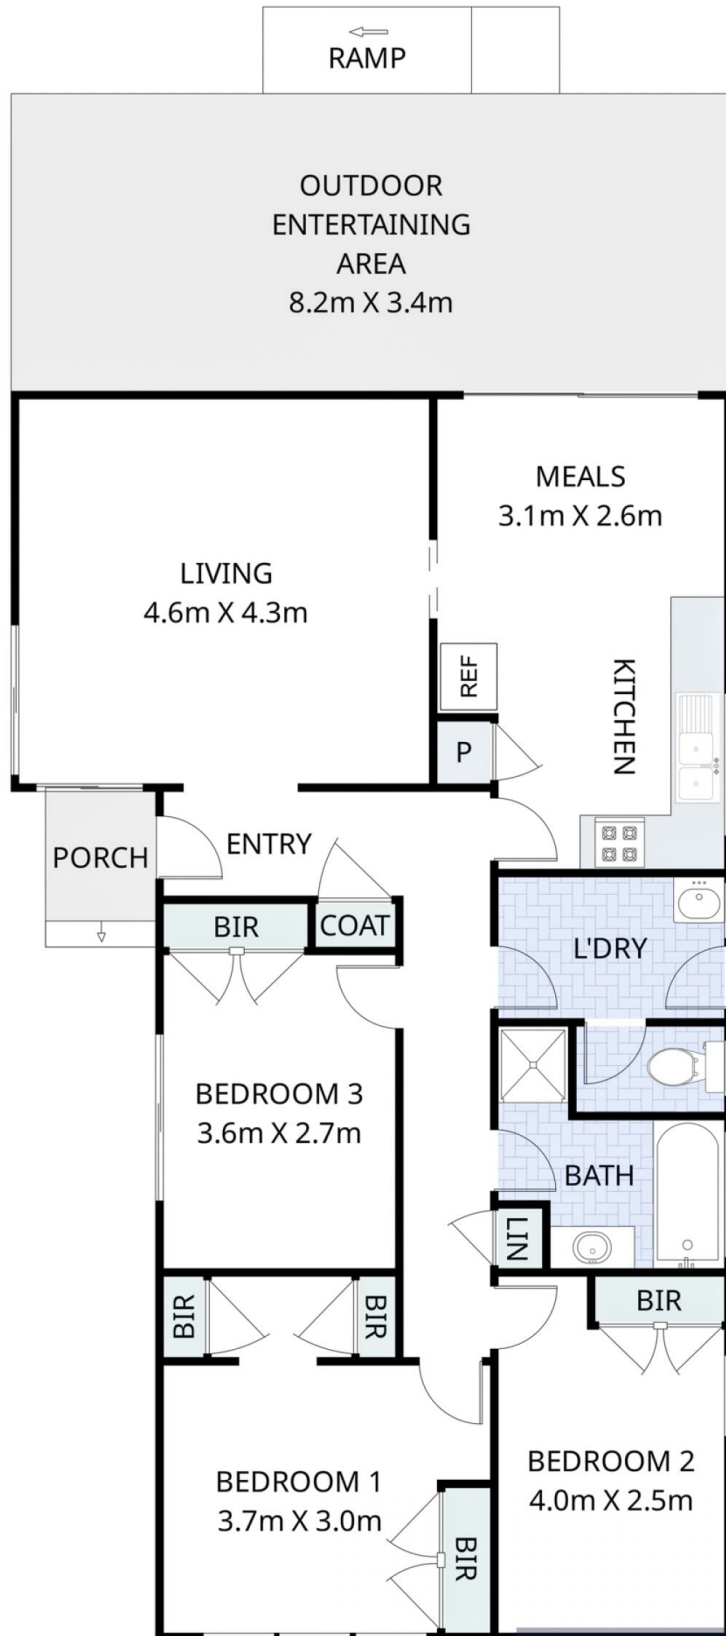 RAMP
OUTDOOR
ENTERTAINING
AREA
8.2m X 3.4m
MEALS
3.1m X 2.6m
LIVING
4.6m X 4.3m
REF
KITCHEN
P
ENTRY
PORCH
BIR
COAT
L'DRY
BEDROOM 3
3.6m X 2.7m
BATH
LIN
BIR
BIR
BIR
BEDROOM 1
3.7m X 3.0m
BEDROOM 2
4.0m X 2.5m
BIR